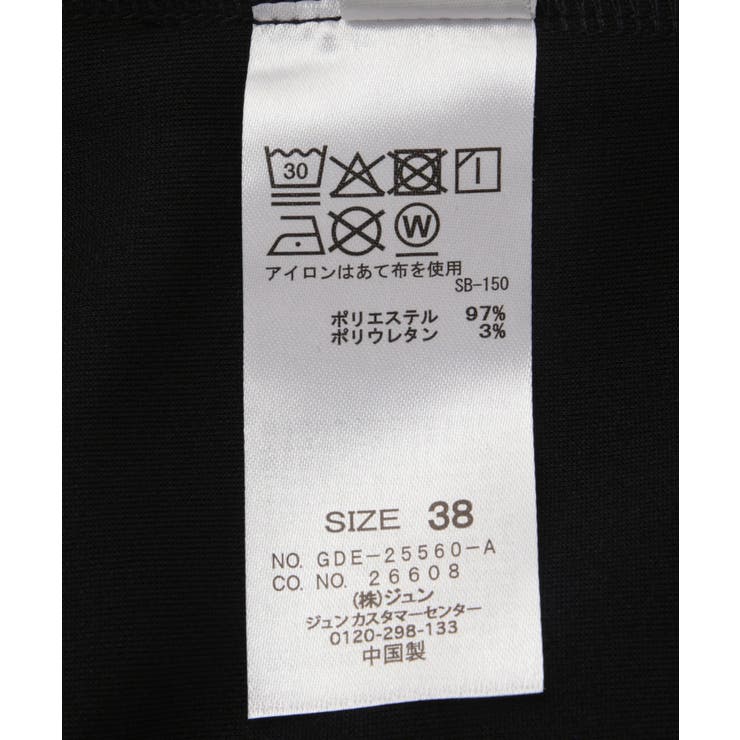 30
W
アイロンはあて布を使用
SB-150
ポリエステル 97%
ポリウレタン 3%
SIZE 38
NO. GDE-25560-A
CO. NO. 26608
(株)ジュン
ジュンカスタマーセンター
0120-298-133
中国製